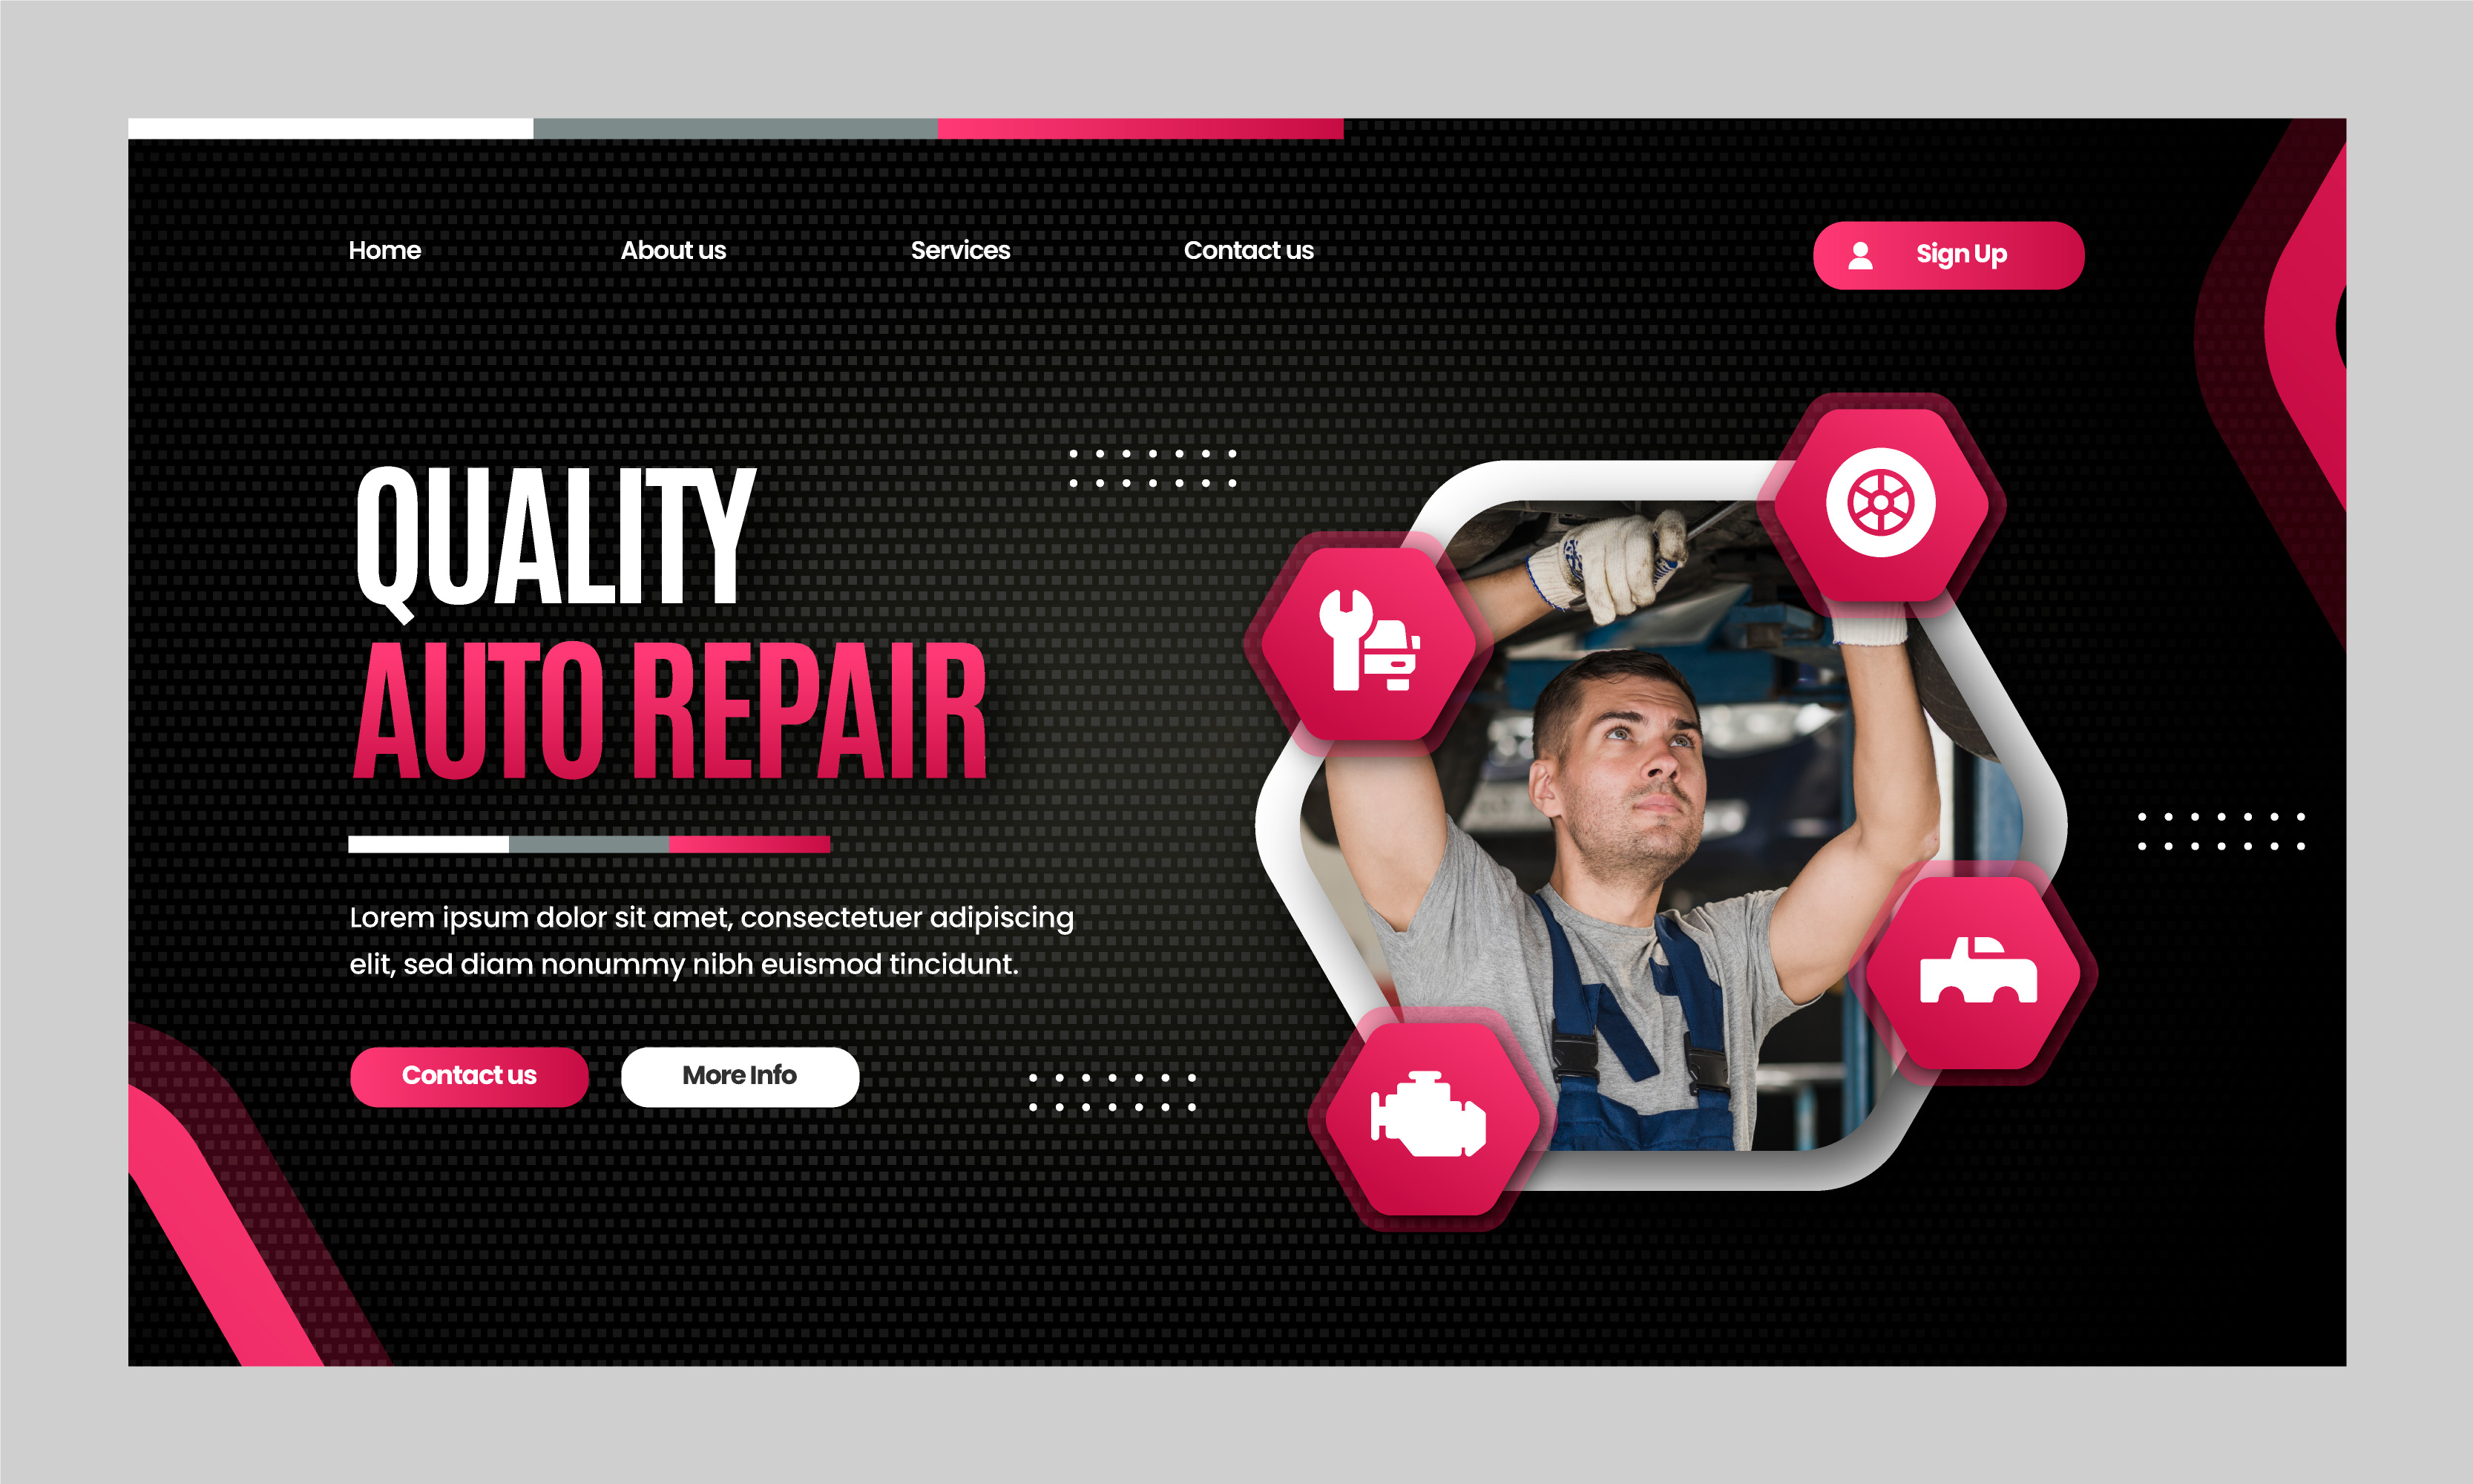 Home About us Services Contact us Sign Up
QUALITY
AUTO REPAIR
Lorem ipsum dolor sit amet, consectetuer adipiscing
elit, sed diam nonummy nibh euismod tincidunt.
Contact us More Info